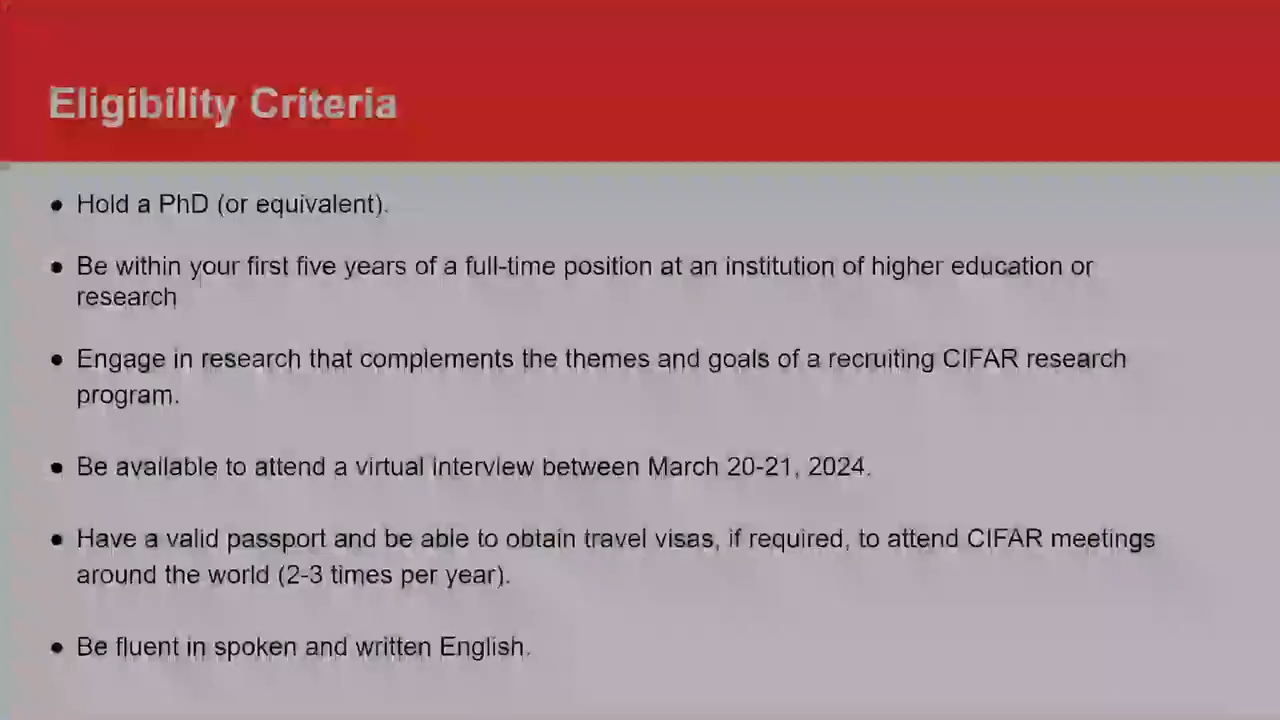 Eligibility Criteria
● Hold a PhD (or equivalent).
● Be within your first five years of a full-time position at an institution of higher education or
research
● Engage in research that complements the themes and goals of a recruiting CIFAR research
program.
● Be available to attend a virtual interview between March 20-21, 2024.
● Have a valid passport and be able to obtain travel visas, if required, to attend CIFAR meetings
around the world (2-3 times per year).
● Be fluent in spoken and written English.